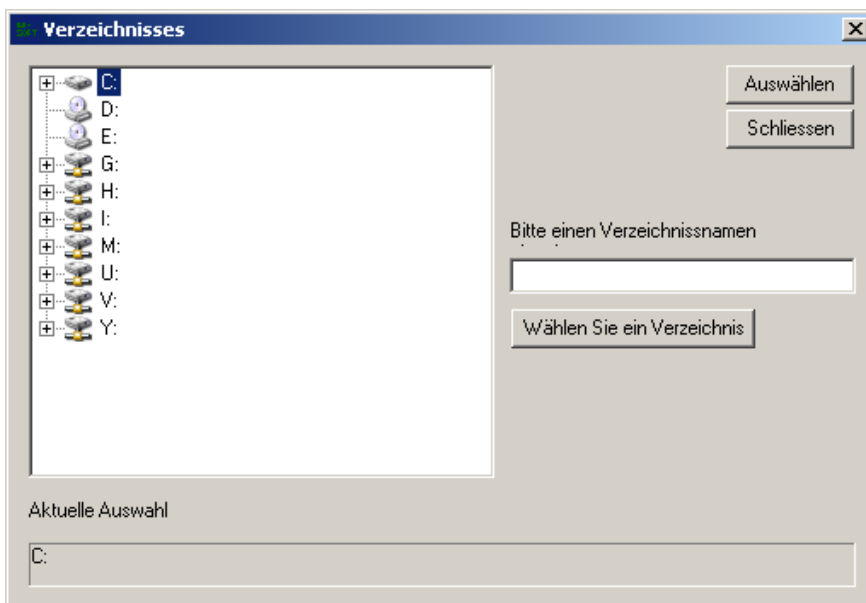 Verzeichnisses
C:
D:
E:
G:
H:
I:
M:
U:
V:
Y:
Auswählen
Schliessen
Bitte einen Verzeichnissnamen
Wählen Sie ein Verzeichnis
Aktuelle Auswahl
C: